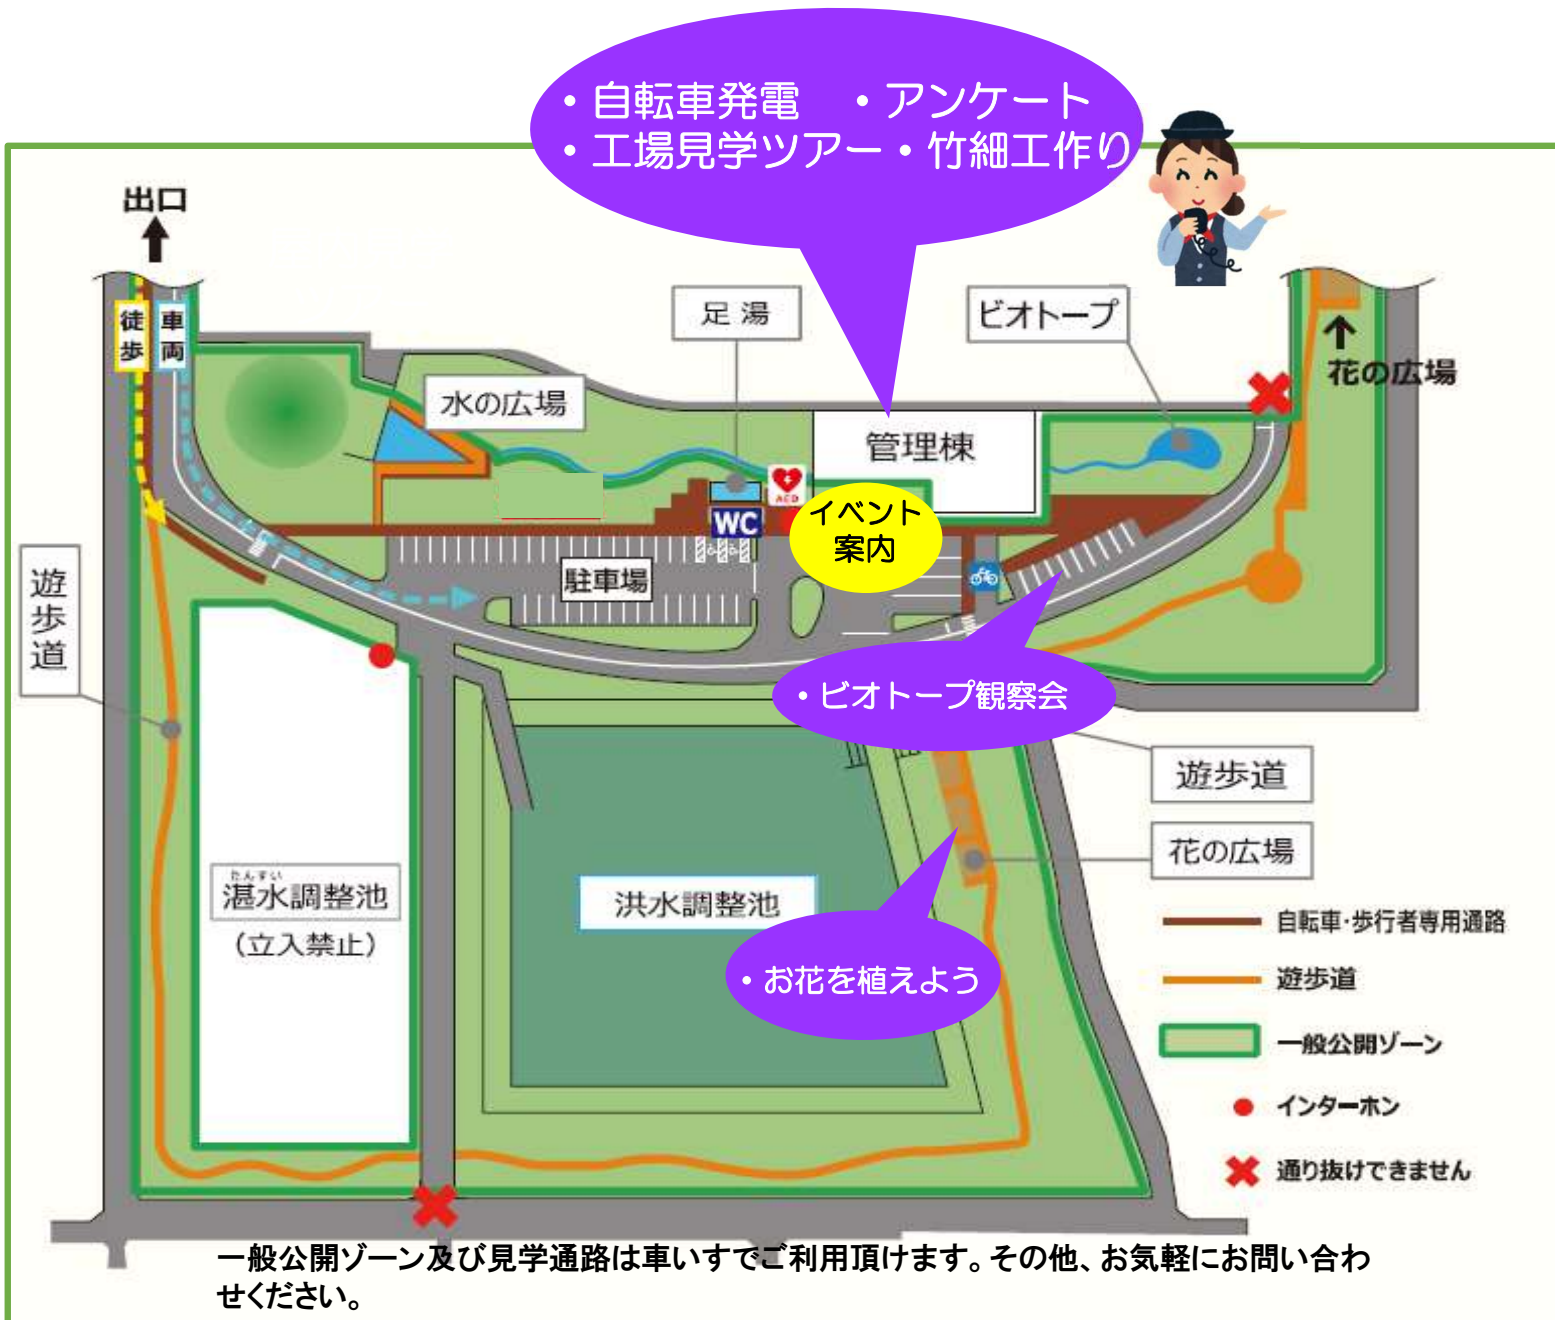 ・自転車発電　・アンケート
・工場見学ツアー・竹細工作り
出口
徒歩
車両
足湯
ビオトープ
花の広場
水の広場
管理棟
AED
WC
イベント
案内
駐車場
遊歩道
・ビオトープ観察会
遊歩道
花の広場
たんすい
湛水調整池
（立入禁止）
洪水調整池
・お花を植えよう
自転車・歩行者専用通路
遊歩道
一般公開ゾーン
インターホン
通り抜けできません
一般公開ゾーン及び見学通路は車いすでご利用頂けます。その他、お気軽にお問い合わ
せください。